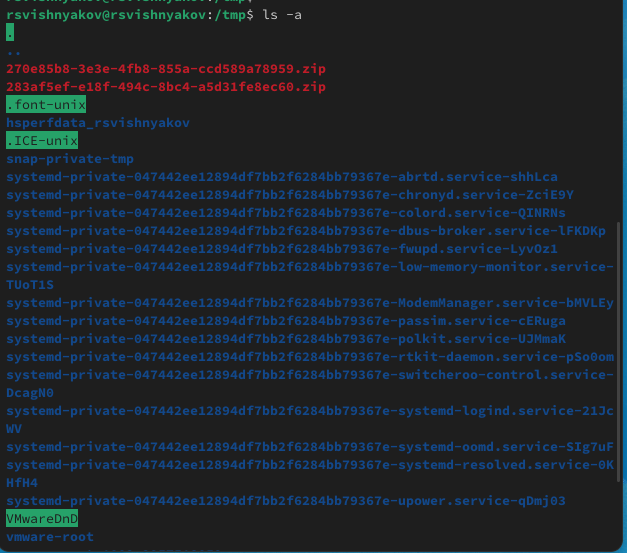 rsvishnyakov@rsvishnyakov:/tmp$ ls -a
.
..
270e85b8-3e3e-4fb8-855a-ccd589a78959.zip
283af5ef-e18f-494c-8bc4-a5d31fe8ec60.zip
.font-unix
hsperfdata_rsvishnyakov
.ICE-unix
snap-private-tmp
systemd-private-047442ee12894df7bb2f6284bb79367e-abrtd.service-shhLca
systemd-private-047442ee12894df7bb2f6284bb79367e-chronyd.service-ZciE9Y
systemd-private-047442ee12894df7bb2f6284bb79367e-colord.service-QINRNs
systemd-private-047442ee12894df7bb2f6284bb79367e-dbus-broker.service-lFKDKp
systemd-private-047442ee12894df7bb2f6284bb79367e-fwupd.service-LyvOz1
systemd-private-047442ee12894df7bb2f6284bb79367e-low-memory-monitor.service-
TUoT1S
systemd-private-047442ee12894df7bb2f6284bb79367e-ModemManager.service-bMVLEy
systemd-private-047442ee12894df7bb2f6284bb79367e-passim.service-cERuga
systemd-private-047442ee12894df7bb2f6284bb79367e-polkit.service-UJMmaK
systemd-private-047442ee12894df7bb2f6284bb79367e-rtkit-daemon.service-pSo0om
systemd-private-047442ee12894df7bb2f6284bb79367e-switcheroo-control.service-
DcagN0
systemd-private-047442ee12894df7bb2f6284bb79367e-systemd-logind.service-21Jc
WV
systemd-private-047442ee12894df7bb2f6284bb79367e-systemd-oomd.service-SIg7uF
systemd-private-047442ee12894df7bb2f6284bb79367e-systemd-resolved.service-0K
HfH4
systemd-private-047442ee12894df7bb2f6284bb79367e-upower.service-qDmj03
VMwareDnD
vmware-root